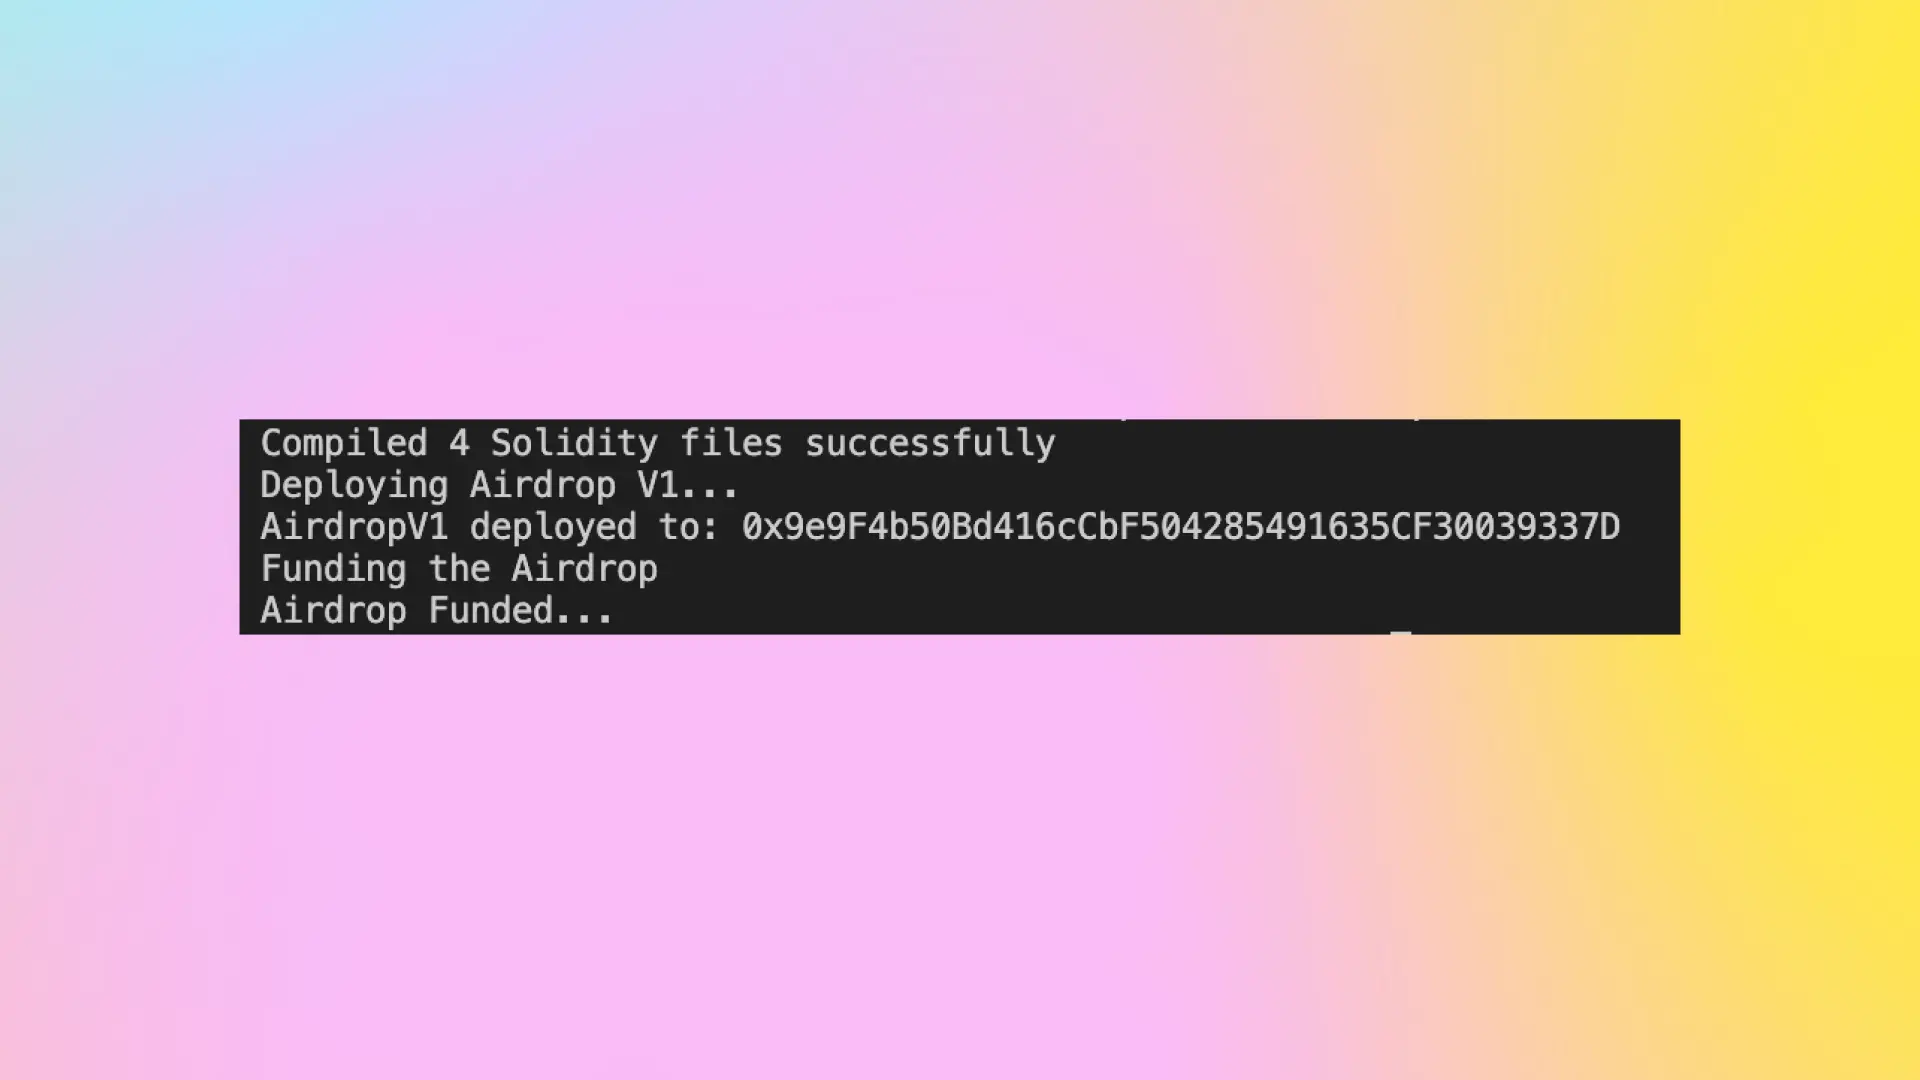 Compiled 4 Solidity files successfully
Deploying Airdrop V1...
AirdropV1 deployed to: 0x9e9F4b50Bd416cCbF504285491635CF30039337D
Funding the Airdrop
Airdrop Funded...